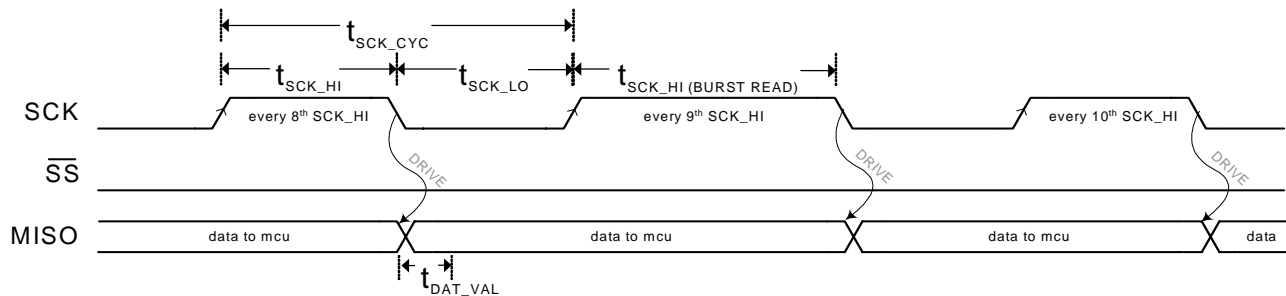 tSCK_CYC
tSCK_HI tSCK_LO tSCK_HI (BURST READ)
SCK every 8th SCK_HI every 9th SCK_HI every 10th SCK_HI
SS
DRIVE DRIVE DRIVE
MISO data to mcu data to mcu data to mcu data
tDAT_VAL